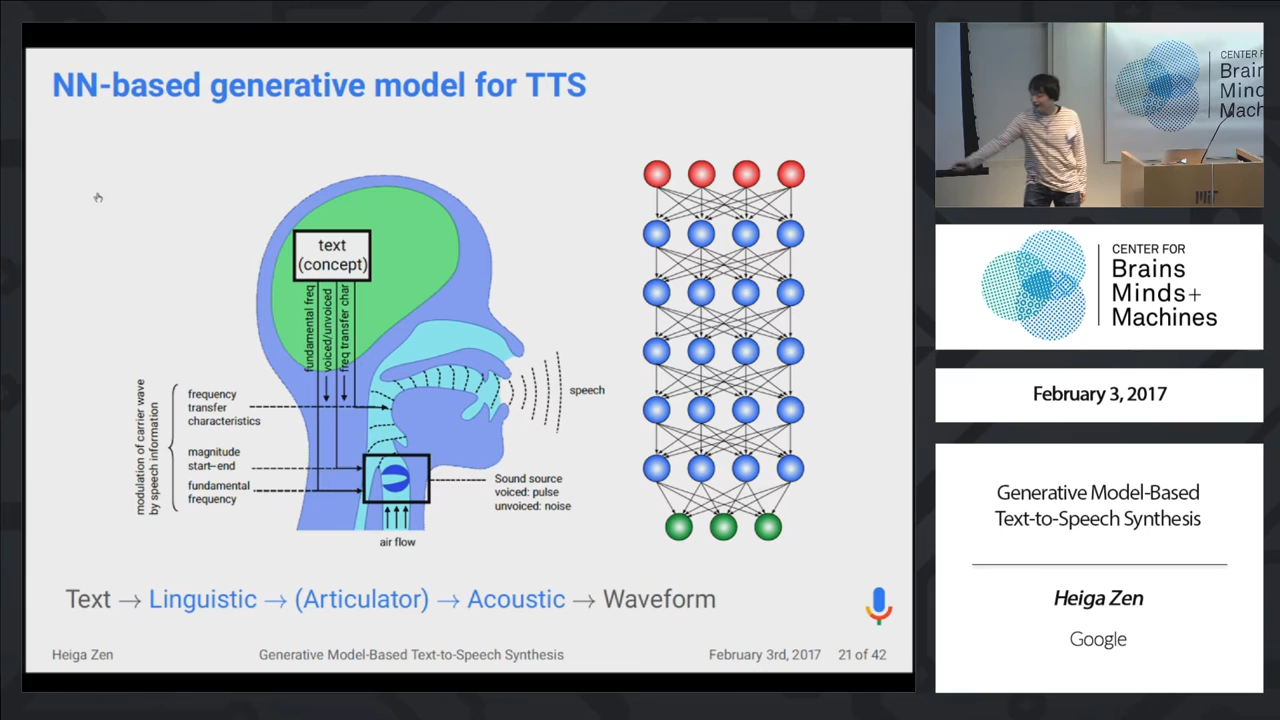 NN-based generative model for TTS
text
(concept)
fundamental freq
voiced/unvoiced
freq transfer char
modulation of carrier wave
by speech information
frequency
transfer
characteristics
magnitude
start–end
fundamental
frequency
speech
Sound source
voiced: pulse
unvoiced: noise
air flow
Text → Linguistic → (Articulator) → Acoustic → Waveform
Heiga Zen
Generative Model-Based Text-to-Speech Synthesis
February 3rd, 2017
21 of 42
CENTER F
Brain
Mind
Mach
MIT
CENTER FOR
Brains
Minds+
Machines
February 3, 2017
Generative Model-Based
Text-to-Speech Synthesis
Heiga Zen
Google